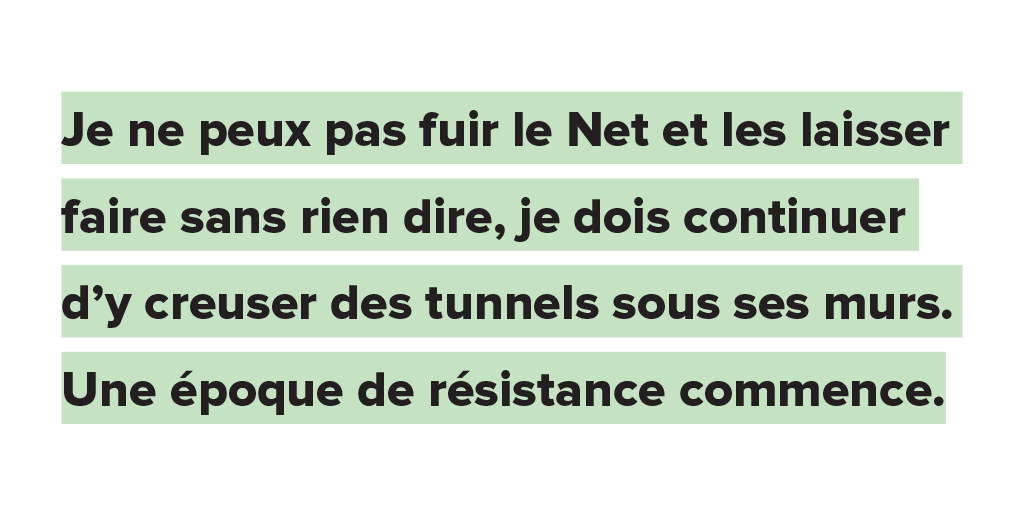 Je ne peux pas fuir le Net et les laisser
faire sans rien dire, je dois continuer
d’y creuser des tunnels sous ses murs.
Une époque de résistance commence.